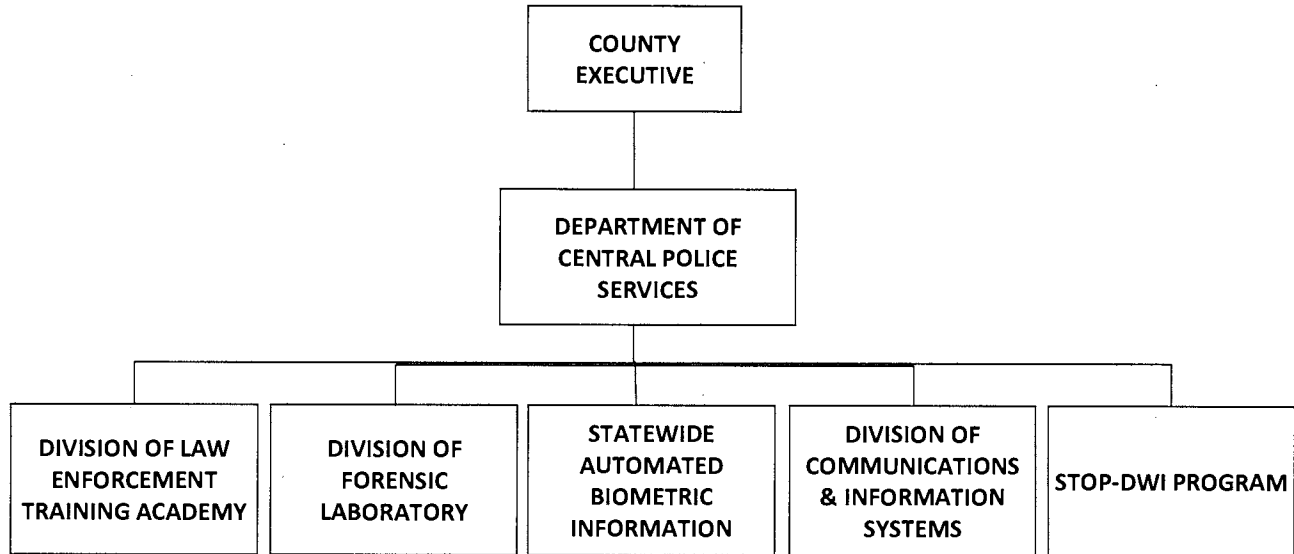 COUNTY
EXECUTIVE
DEPARTMENT OF
CENTRAL POLICE
SERVICES
DIVISION OF LAW
ENFORCEMENT
TRAINING ACADEMY
DIVISION OF
FORENSIC
LABORATORY
STATEWIDE
AUTOMATED
BIOMETRIC
INFORMATION
DIVISION OF
COMMUNICATIONS
& INFORMATION
SYSTEMS
STOP-DWI PROGRAM